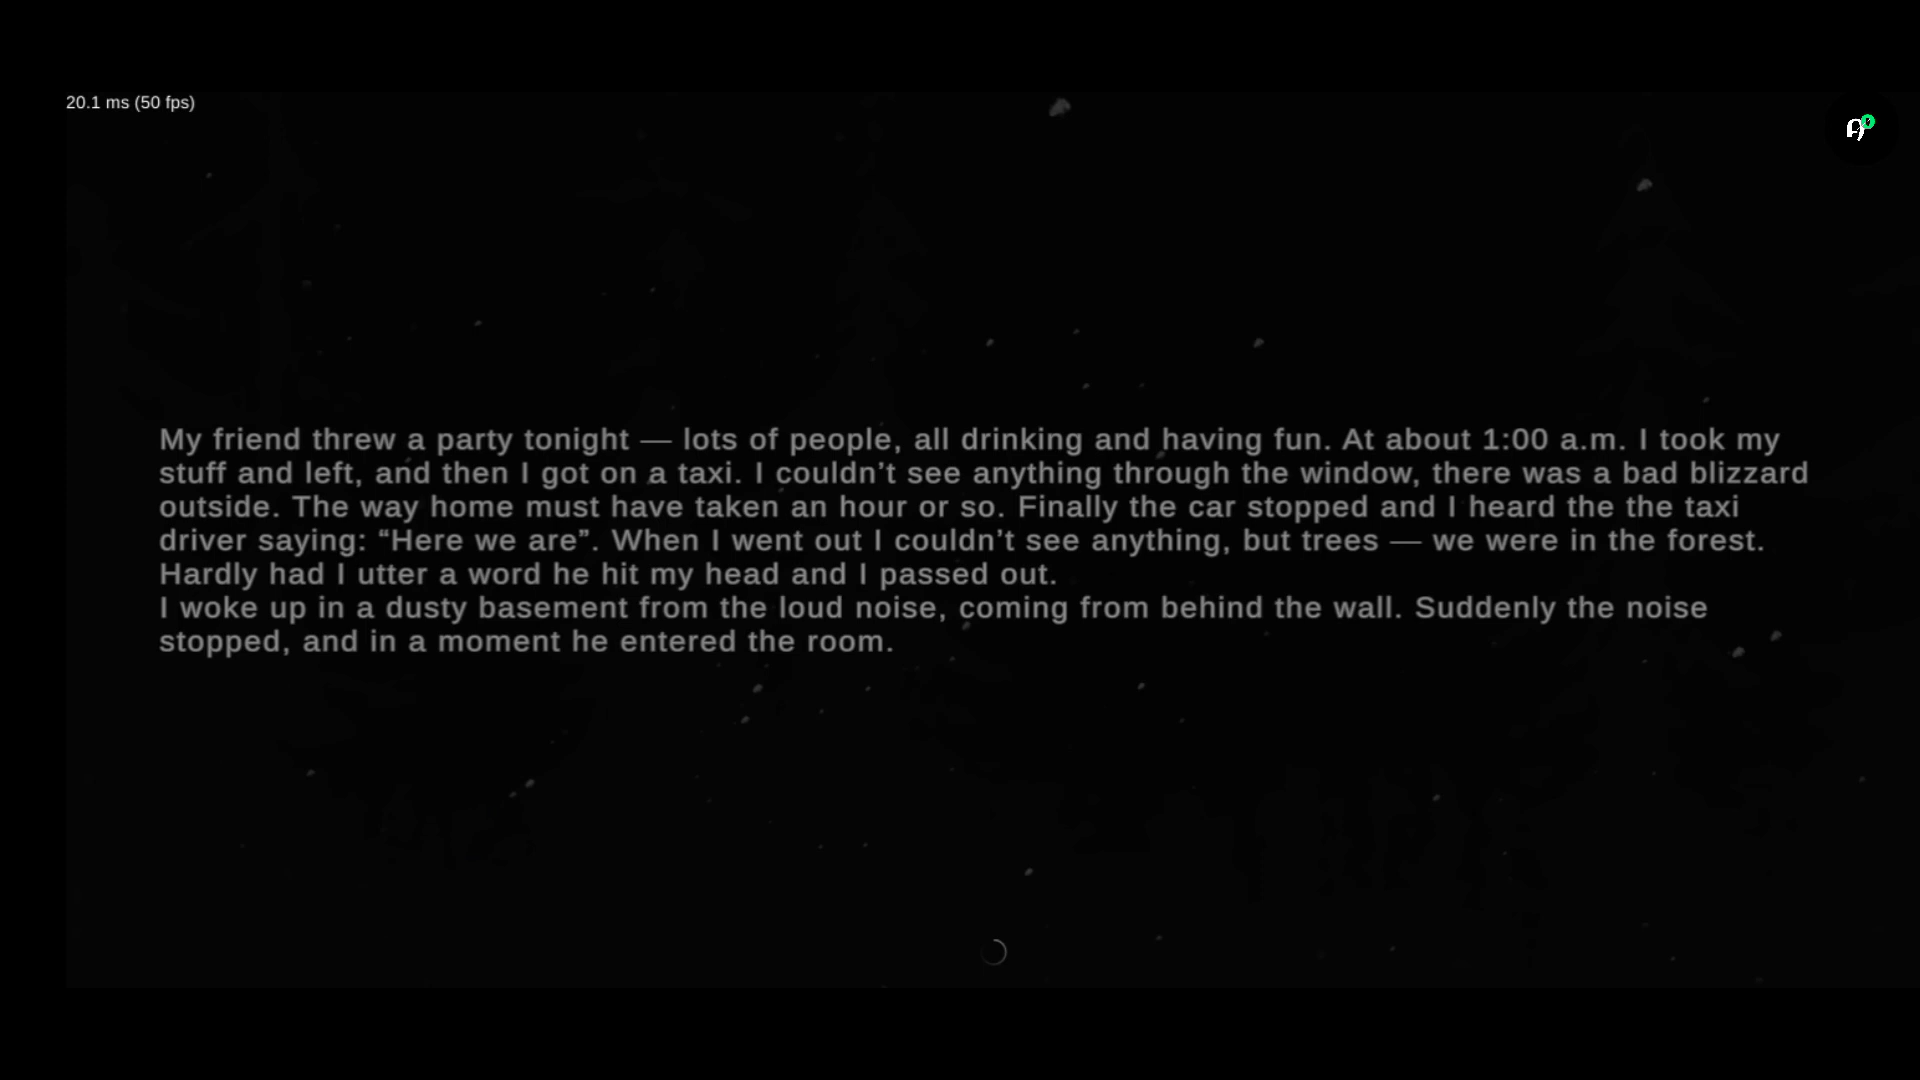 20.1 ms (50 fps)
My friend threw a party tonight — lots of people, all drinking and having fun. At about 1:00 a.m. I took my
stuff and left, and then I got on a taxi. I couldn’t see anything through the window, there was a bad blizzard
outside. The way home must have taken an hour or so. Finally the car stopped and I heard the the taxi
driver saying: “Here we are”. When I went out I couldn’t see anything, but trees — we were in the forest.
Hardly had I utter a word he hit my head and I passed out.
I woke up in a dusty basement from the loud noise, coming from behind the wall. Suddenly the noise
stopped, and in a moment he entered the room.